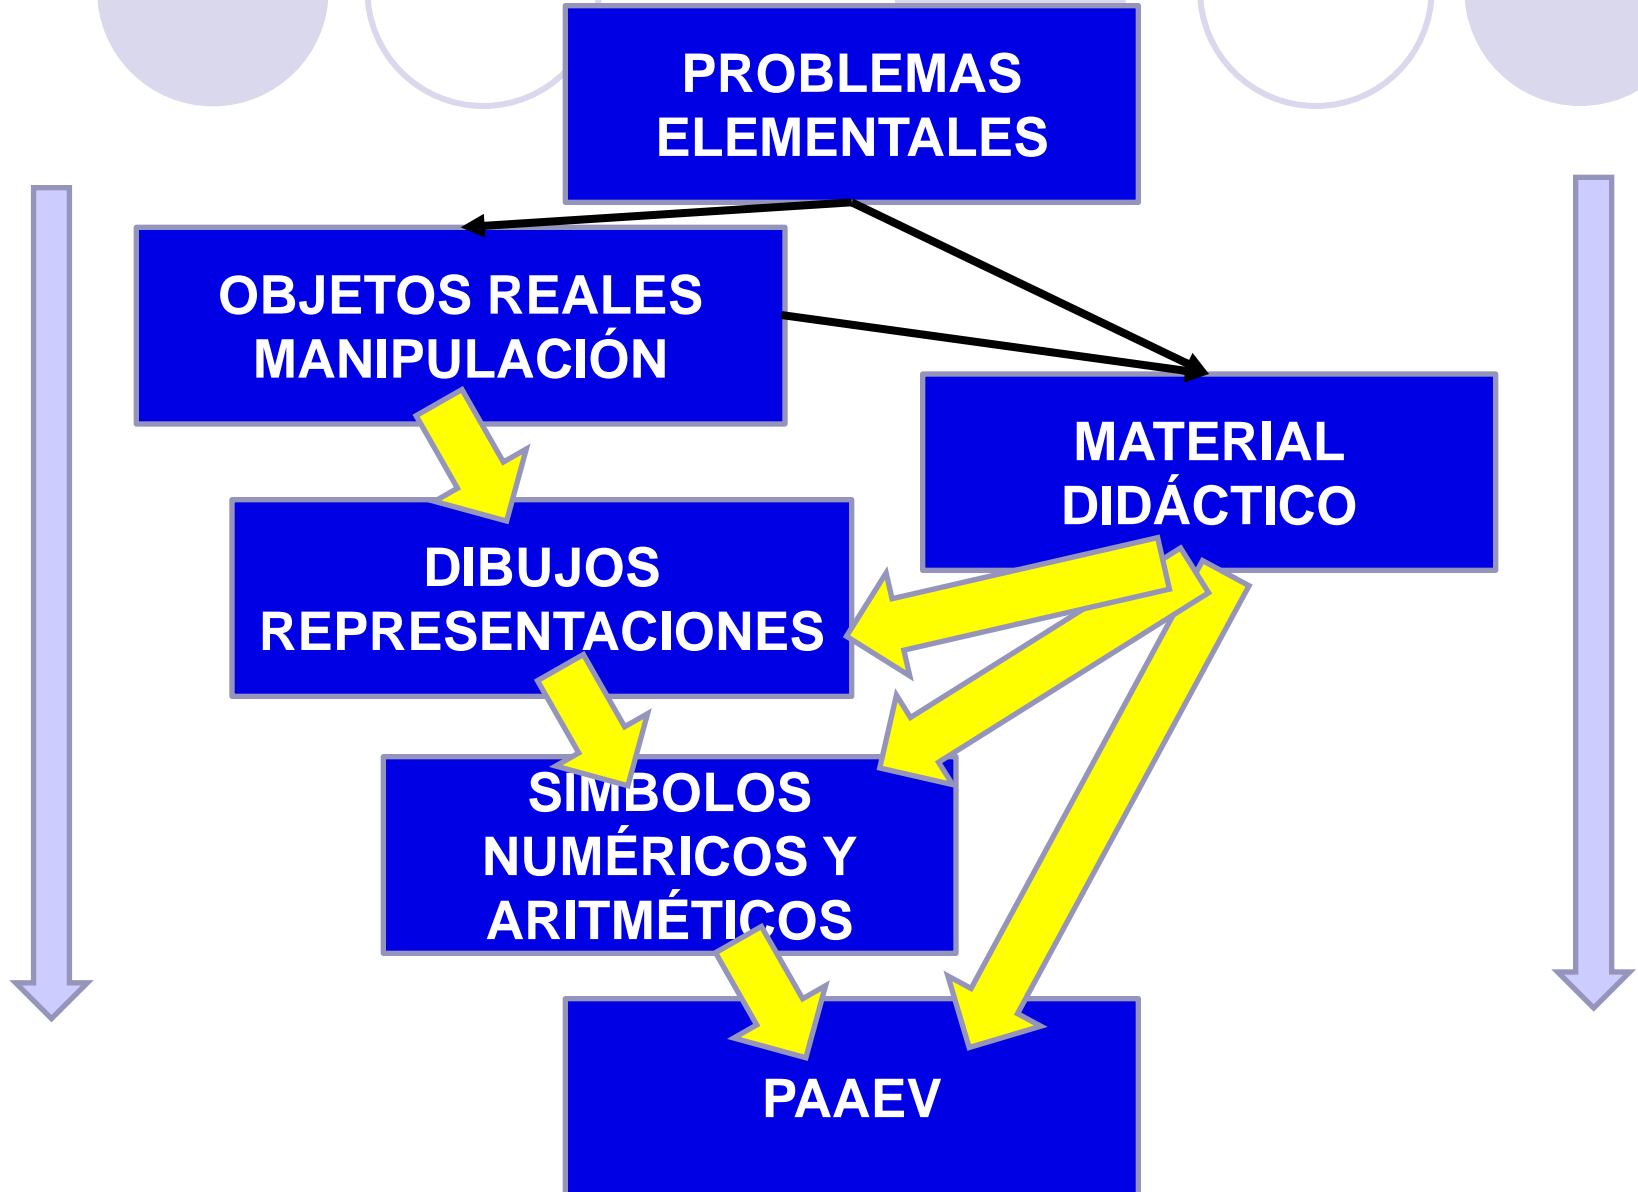 PROBLEMAS
ELEMENTALES
OBJETOS REALES
MANIPULACIÓN
MATERIAL
DIDÁCTICO
DIBUJOS
REPRESENTACIONES
SIMBOLOS
NUMÉRICOS Y
ARITMÉTICOS
PAAEV